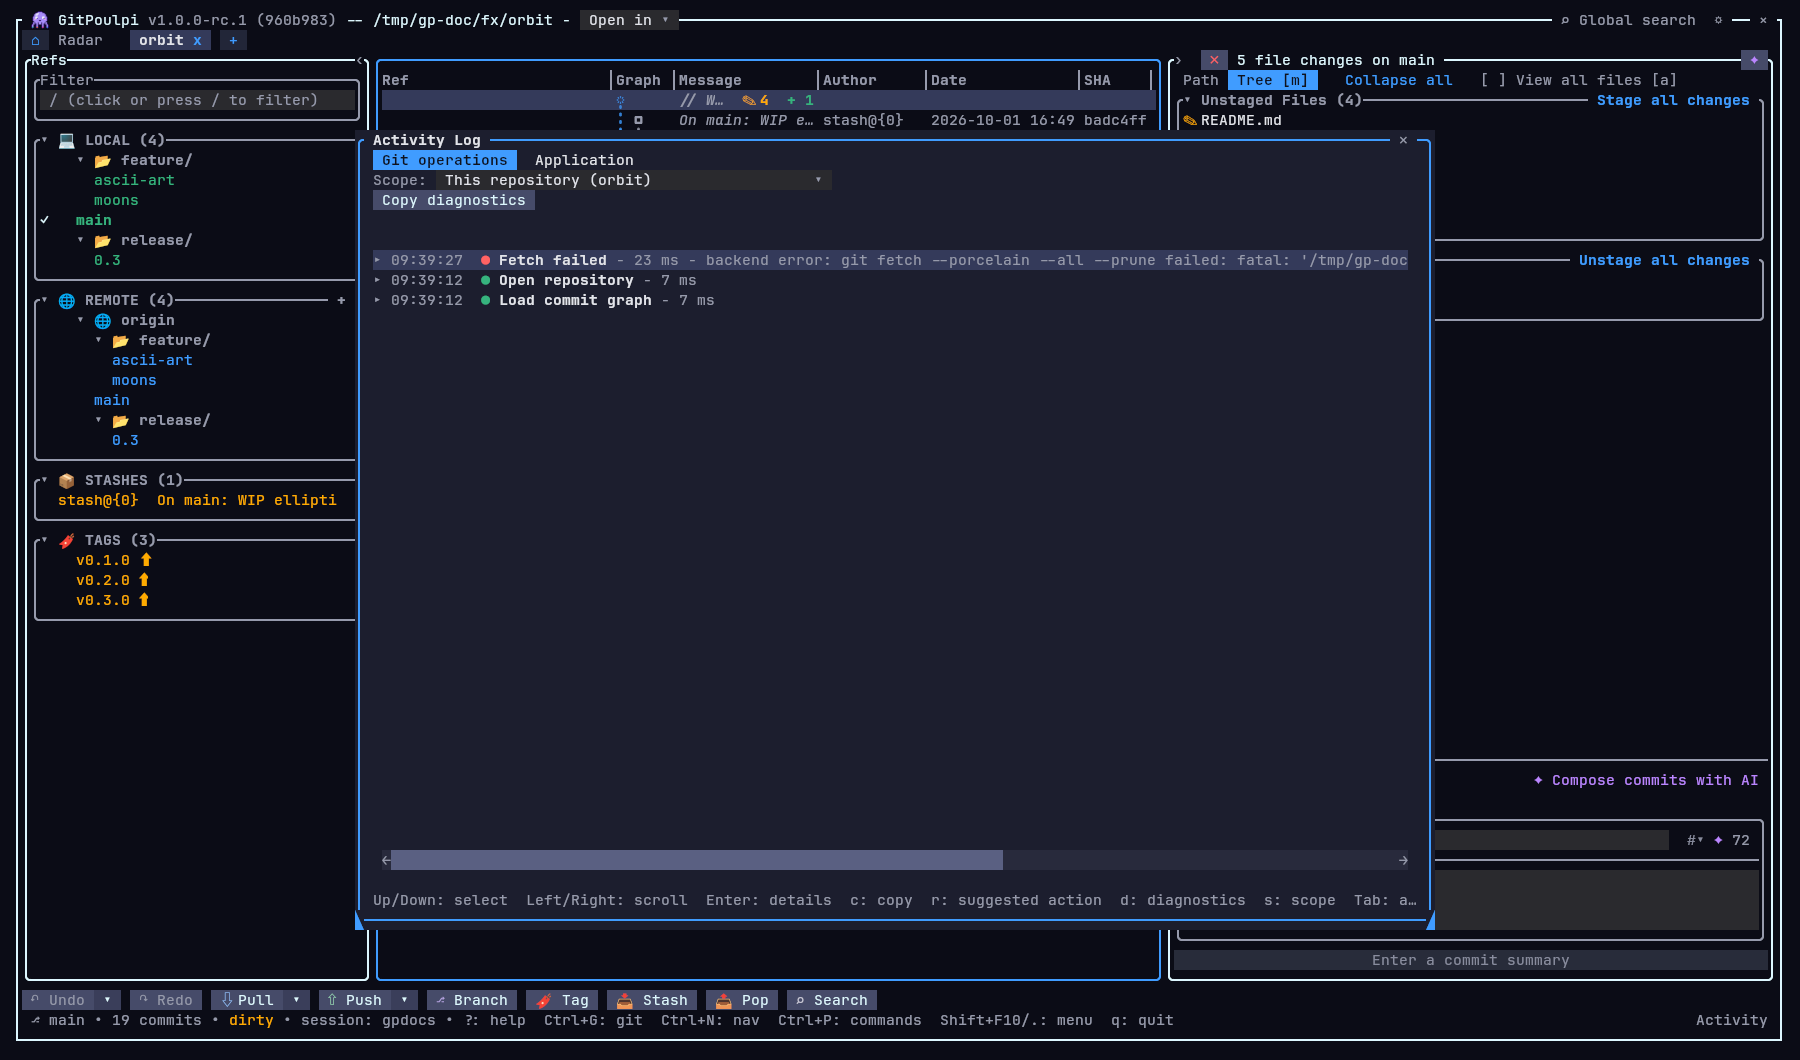 GitPoulpi v1.0.0-rc.1 (960b983) —— /tmp/gp-doc/fx/orbit - Open in ▾ ⌕ Global search ⚙ ×
⌂ Radar orbit x +
Refs ‹ › ✕ 5 file changes on main ✦
Filter Ref Graph Message Author Date SHA Path Tree [m] Collapse all [ ] View all files [a]
/ (click or press / to filter) // W… ✎ 4 + 1 ▾ Unstaged Files (4) Stage all changes
On main: WIP e… stash@{0} 2026-10-01 16:49 badc4ff ✎ README.md
▾ LOCAL (4) Activity Log ×
▾ feature/ Git operations Application
ascii-art Scope: This repository (orbit) ▾
moons Copy diagnostics
✓ main
▾ release/
0.3 ▸ 09:39:27 ● Fetch failed - 23 ms - backend error: git fetch --porcelain --all --prune failed: fatal: '/tmp/gp-doc Unstage all changes
▸ 09:39:12 ● Open repository - 7 ms
▾ REMOTE (4) + ▸ 09:39:12 ● Load commit graph - 7 ms
▾ origin
▾ feature/
ascii-art
moons
main
▾ release/
0.3
▾ STASHES (1)
stash@{0} On main: WIP ellipti
▾ TAGS (3)
v0.1.0 ⬆
v0.2.0 ⬆
v0.3.0 ⬆
✦ Compose commits with AI
#▾ ✦ 72
← →
Up/Down: select Left/Right: scroll Enter: details c: copy r: suggested action d: diagnostics s: scope Tab: a…
Enter a commit summary
↶ Undo ▾ ↷ Redo ⇩ Pull ▾ ⇧ Push ▾ ⎇ Branch Tag Stash Pop ⌕ Search
⎇ main • 19 commits • dirty • session: gpdocs • ?: help Ctrl+G: git Ctrl+N: nav Ctrl+P: commands Shift+F10/.: menu q: quit Activity